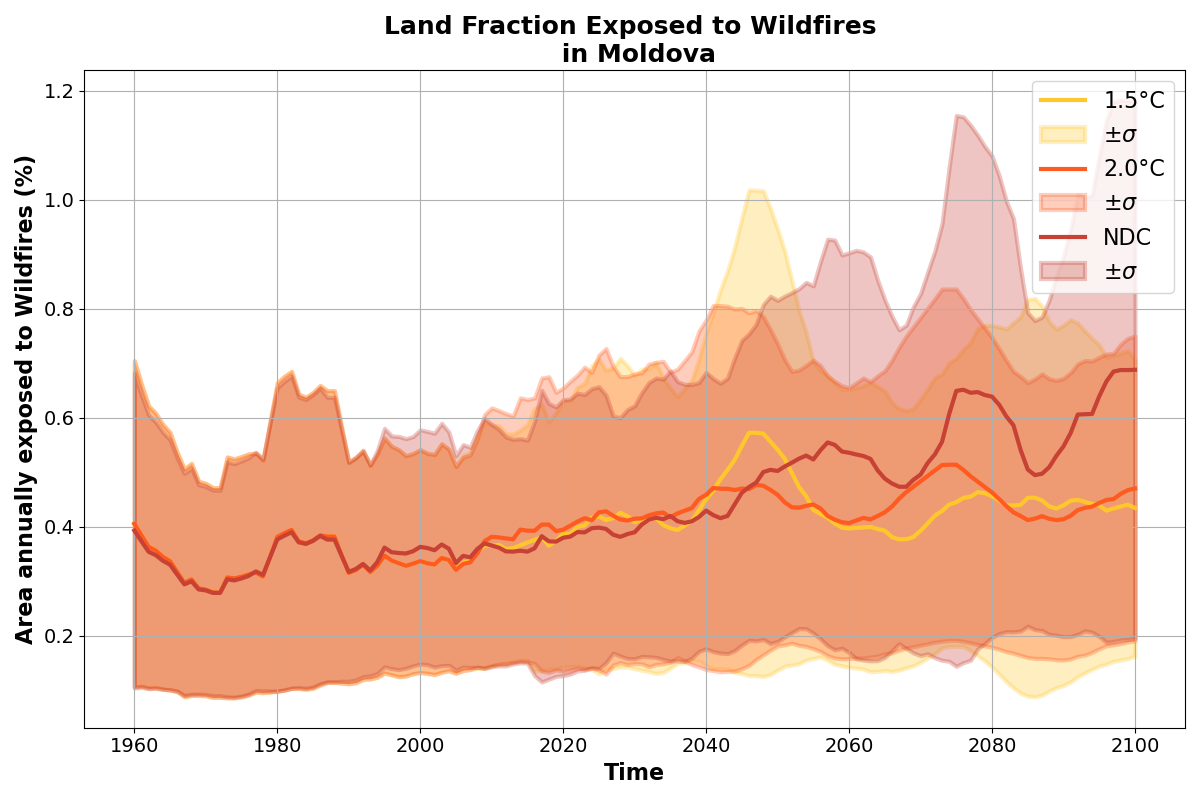 Land Fraction Exposed to Wildfires
in Moldova
Area annually exposed to Wildfires (%)
1.2
1.0
0.8
0.6
0.4
0.2
1960 1980 2000 2020 2040 2060 2080 2100
Time
1.5°C
±σ
2.0°C
±σ
NDC
±σ